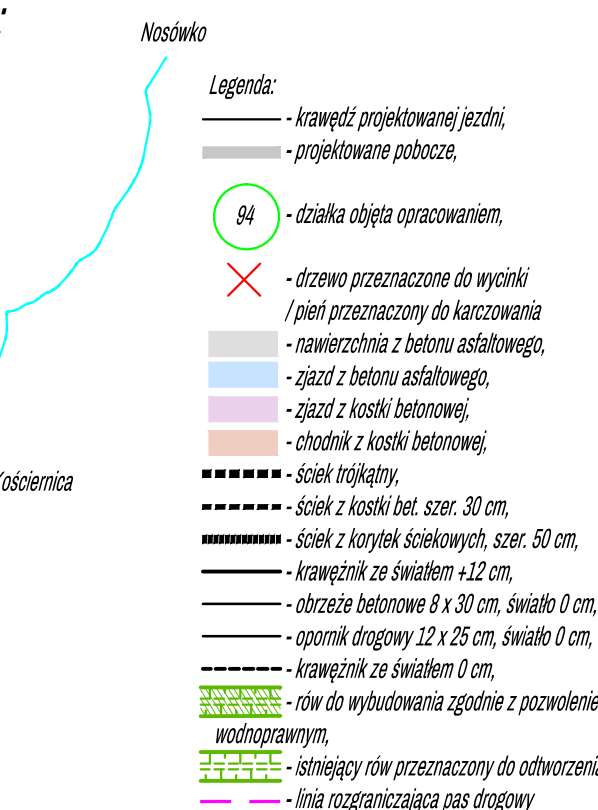 Nosówko
Legenda:
- krawędź projektowanej jezdni,
- projektowane pobocze,
94 - działka objęta opracowaniem,
- drzewo przeznaczone do wycinki
/ pień przeznaczony do karczowania
- nawierzchnia z betonu asfaltowego,
- zjazd z betonu asfaltowego,
- zjazd z kostki betonowej,
- chodnik z kostki betonowej,
- ściek trójkątny,
ościernica
- ściek z kostki bet. szer. 30 cm,
- ściek z korytek ściekowych, szer. 50 cm,
- krawężnik ze światłem +12 cm,
- obrzeże betonowe 8 x 30 cm, światło 0 cm,
- opornik drogowy 12 x 25 cm, światło 0 cm,
- krawężnik ze światłem 0 cm,
- rów do wybudowania zgodnie z pozwolenie
wodnoprawnym,
- istniejący rów przeznaczony do odtworzenia
- linia rozgraniczająca pas drogowy